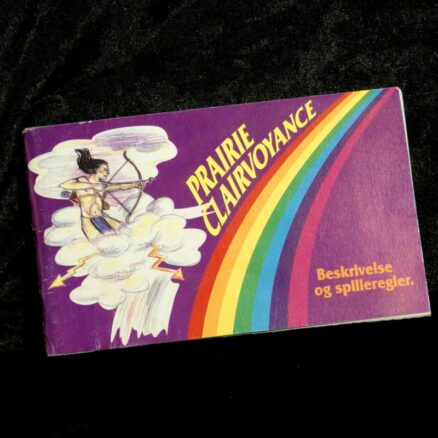 PRAIRIE
CLAIRVOYANCE
Beskrivelse
og spilleregler.